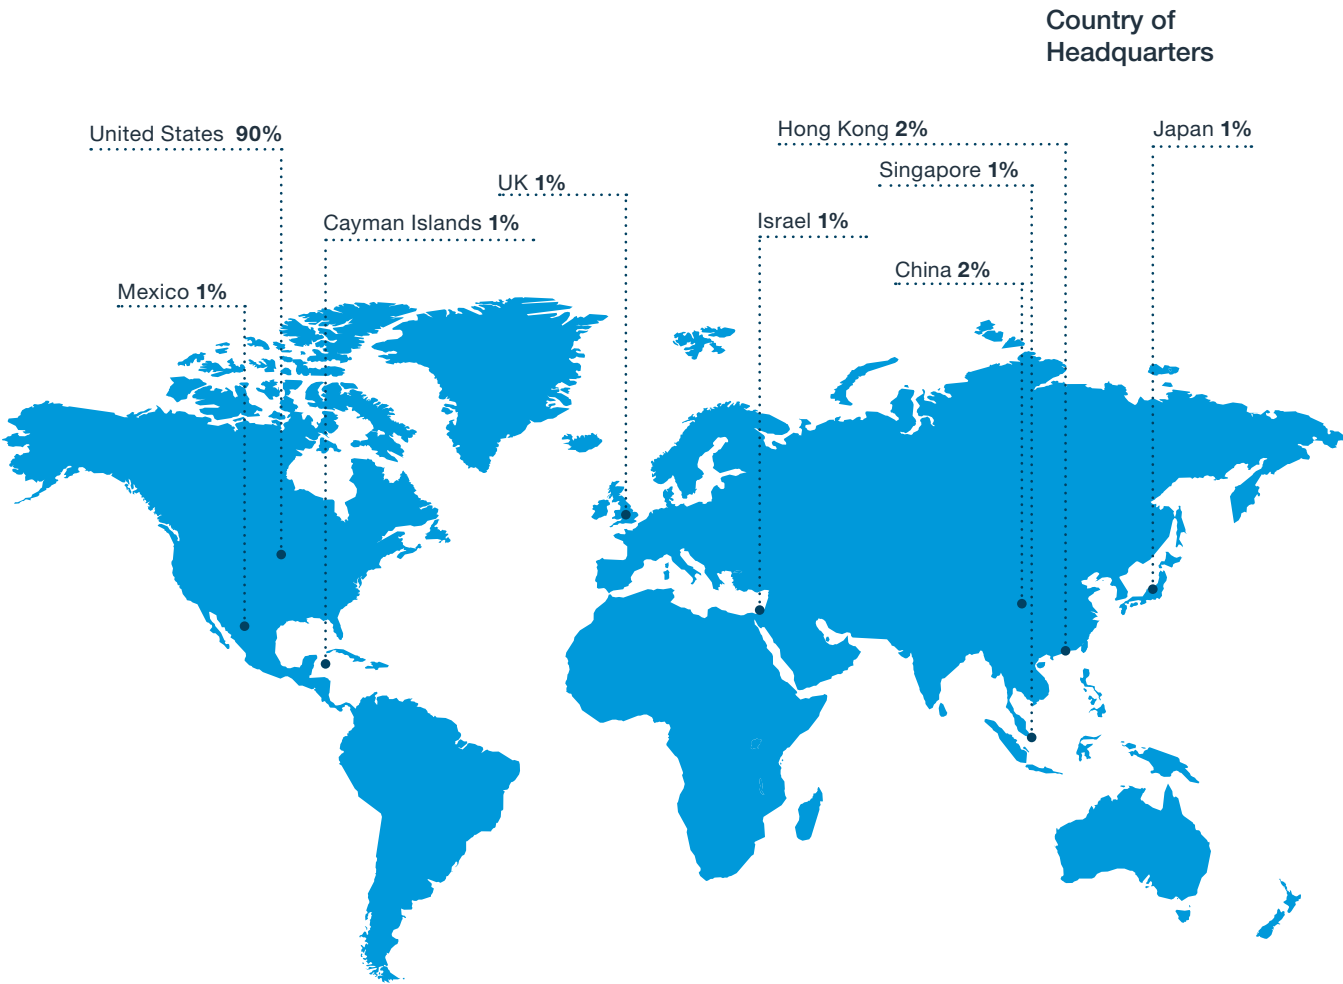 Country of
Headquarters
United States 90%
Hong Kong 2%
Japan 1%
Singapore 1%
UK 1%
Cayman Islands 1%
Israel 1%
China 2%
Mexico 1%